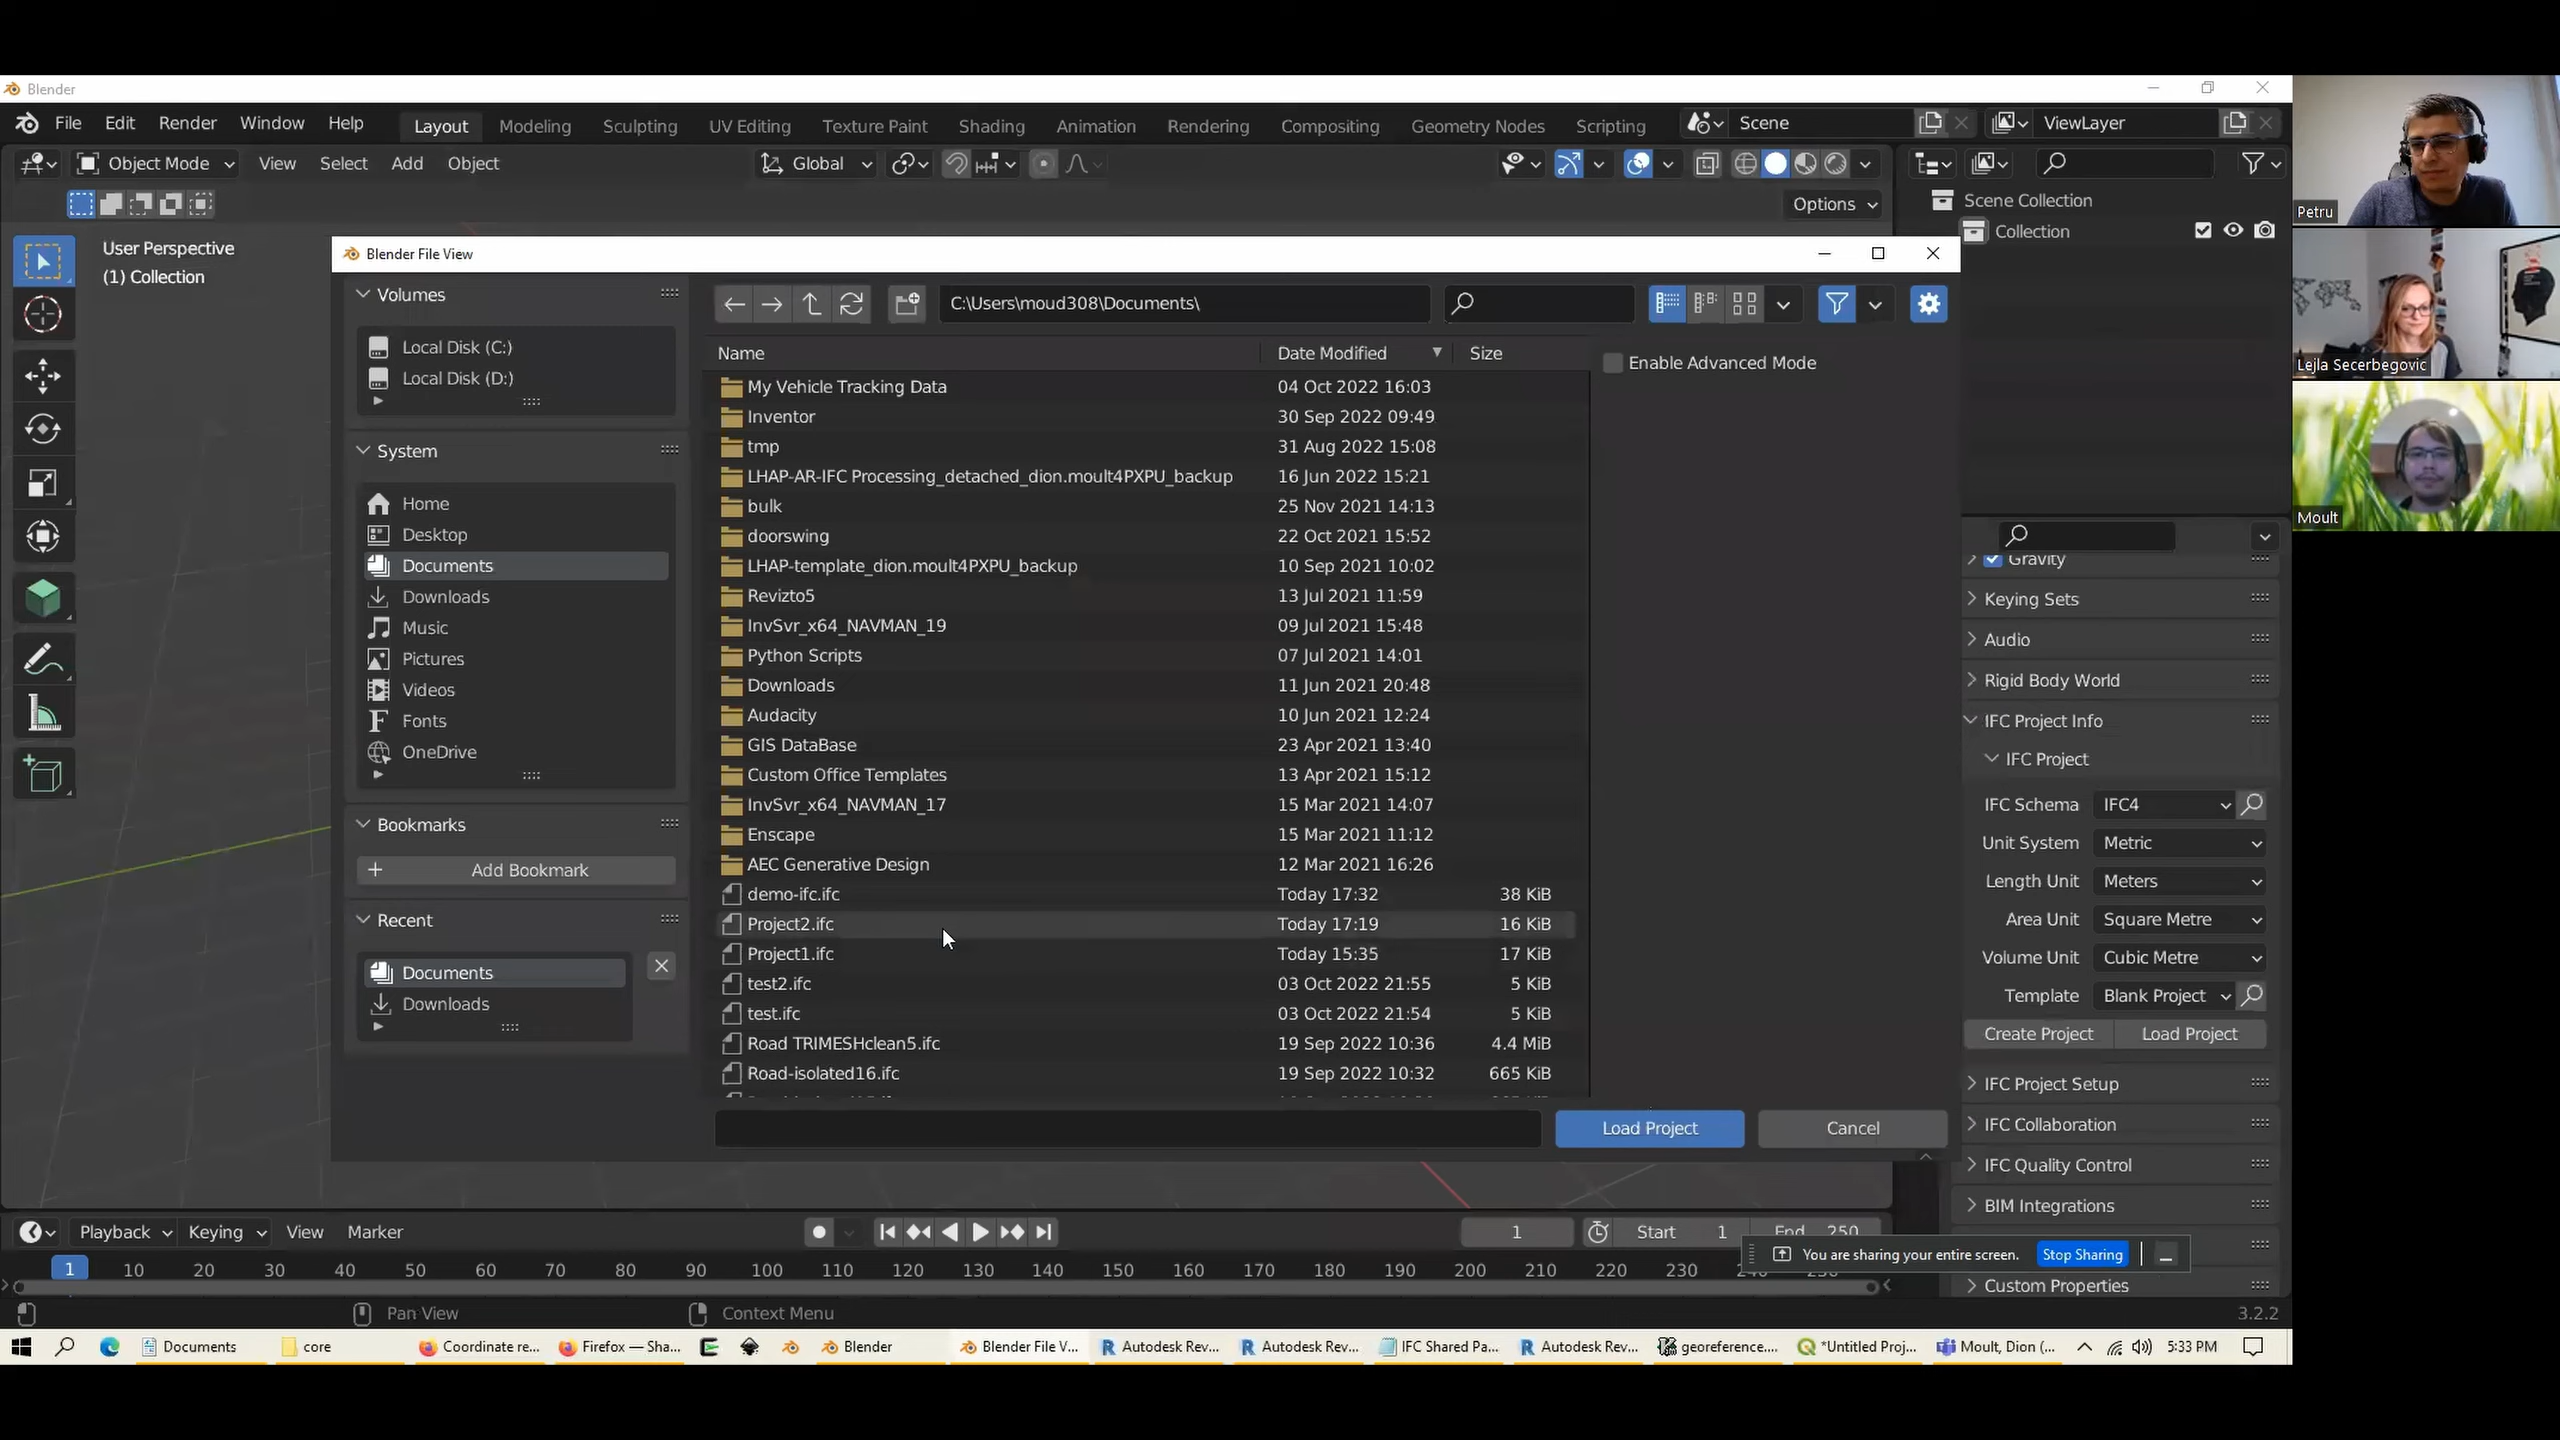 Blender
File Edit Render Window Help Layout Modeling Sculpting UV Editing Texture Paint Shading Animation Rendering Compositing Geometry Nodes Scripting Scene ViewLayer
Object Mode View Select Add Object Global
Options
Scene Collection
Collection
User Perspective
(1) Collection
Blender File View
Volumes
Local Disk (C:)
Local Disk (D:)
System
Home
Desktop
Documents
Downloads
Music
Pictures
Videos
Fonts
OneDrive
Bookmarks
Add Bookmark
Recent
Documents
Downloads
C:\Users\moud308\Documents\
Name Date Modified Size
My Vehicle Tracking Data 04 Oct 2022 16:03
Inventor 30 Sep 2022 09:49
tmp 31 Aug 2022 15:08
LHAP-AR-IFC Processing_detached_dion.moult4PXPU_backup 16 Jun 2022 15:21
bulk 25 Nov 2021 14:13
doorswing 22 Oct 2021 15:52
LHAP-template_dion.moult4PXPU_backup 10 Sep 2021 10:02
Revizto5 13 Jul 2021 11:59
InvSvr_x64_NAVMAN_19 09 Jul 2021 15:48
Python Scripts 07 Jul 2021 14:01
Downloads 11 Jun 2021 20:48
Audacity 10 Jun 2021 12:24
GIS DataBase 23 Apr 2021 13:40
Custom Office Templates 13 Apr 2021 15:12
InvSvr_x64_NAVMAN_17 15 Mar 2021 14:07
Enscape 15 Mar 2021 11:12
AEC Generative Design 12 Mar 2021 16:26
demo-ifc.ifc Today 17:32 38 KiB
Project2.ifc Today 17:19 16 KiB
Project1.ifc Today 15:35 17 KiB
test2.ifc 03 Oct 2022 21:55 5 KiB
test.ifc 03 Oct 2022 21:54 5 KiB
Road TRIMESHclean5.ifc 19 Sep 2022 10:36 4.4 MiB
Road-isolated16.ifc 19 Sep 2022 10:32 665 KiB
Enable Advanced Mode
Load Project Cancel
Gravity
Keying Sets
Audio
Rigid Body World
IFC Project Info
IFC Project
IFC Schema IFC4
Unit System Metric
Length Unit Meters
Area Unit Square Metre
Volume Unit Cubic Metre
Template Blank Project
Create Project Load Project
IFC Project Setup
IFC Collaboration
IFC Quality Control
BIM Integrations
Custom Properties
Petru
Lejla Secerbegovic
Moult
Playback Keying View Marker 1 Start 1 End 250
You are sharing your entire screen. Stop Sharing
1 10 20 30 40 50 60 70 80 90 100 110 120 130 140 150 160 170 180 190 200 210 220 230
Pan View Context Menu 3.2.2
Documents core Coordinate re... Firefox — Sha... Blender Blender File V... Autodesk Rev... Autodesk Rev... IFC Shared Pa... Autodesk Rev... georeference.... *Untitled Proj... Moult, Dion (... 5:33 PM